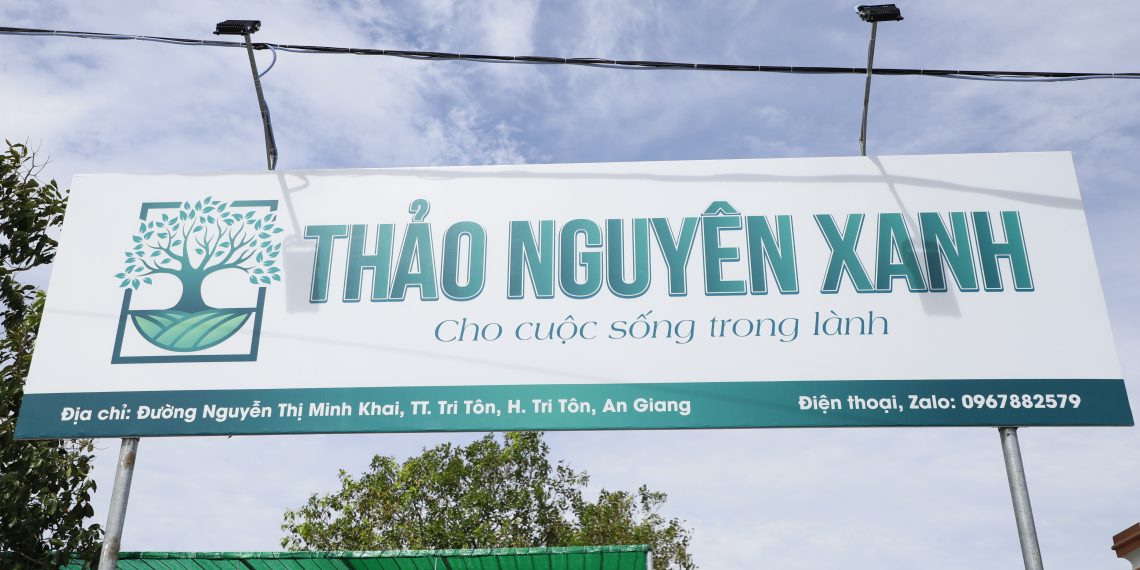 THẢO NGUYÊN XANH
Cho cuộc sống trong lành
Địa chỉ: Đường Nguyễn Thị Minh Khai, TT. Tri Tôn, H. Tri Tôn, An Giang
Điện thoại, Zalo: 0967882579